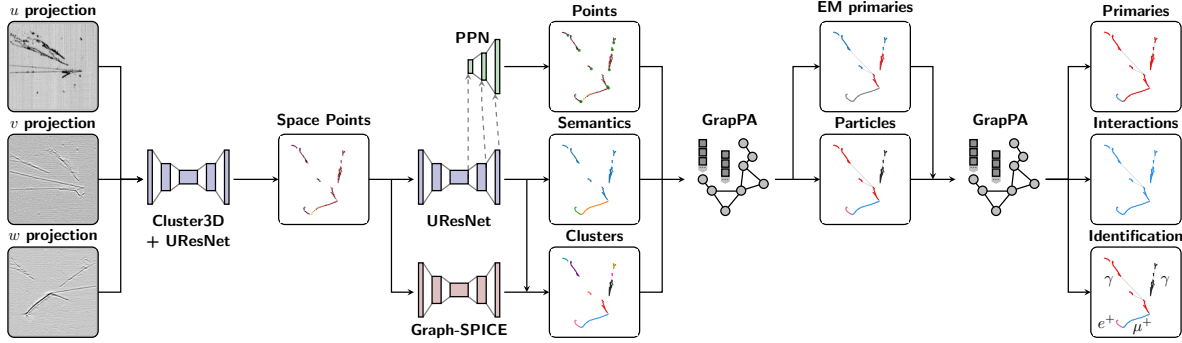 u projection
v projection
w projection
Cluster3D
+ UResNet
Space Points
PPN
UResNet
Graph-SPICE
Points
Semantics
Clusters
GrapPA
EM primaries
Particles
GrapPA
Primaries
Interactions
Identification
γ γ
e⁺ μ⁺